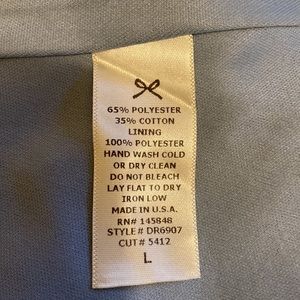 65% POLYESTER
35% COTTON
LINING
100% POLYESTER
HAND WASH COLD
OR DRY CLEAN
DO NOT BLEACH
LAY FLAT TO DRY
IRON LOW
MADE IN U.S.A.
RN# 145848
STYLE# DR6907
CUT# 5412
L